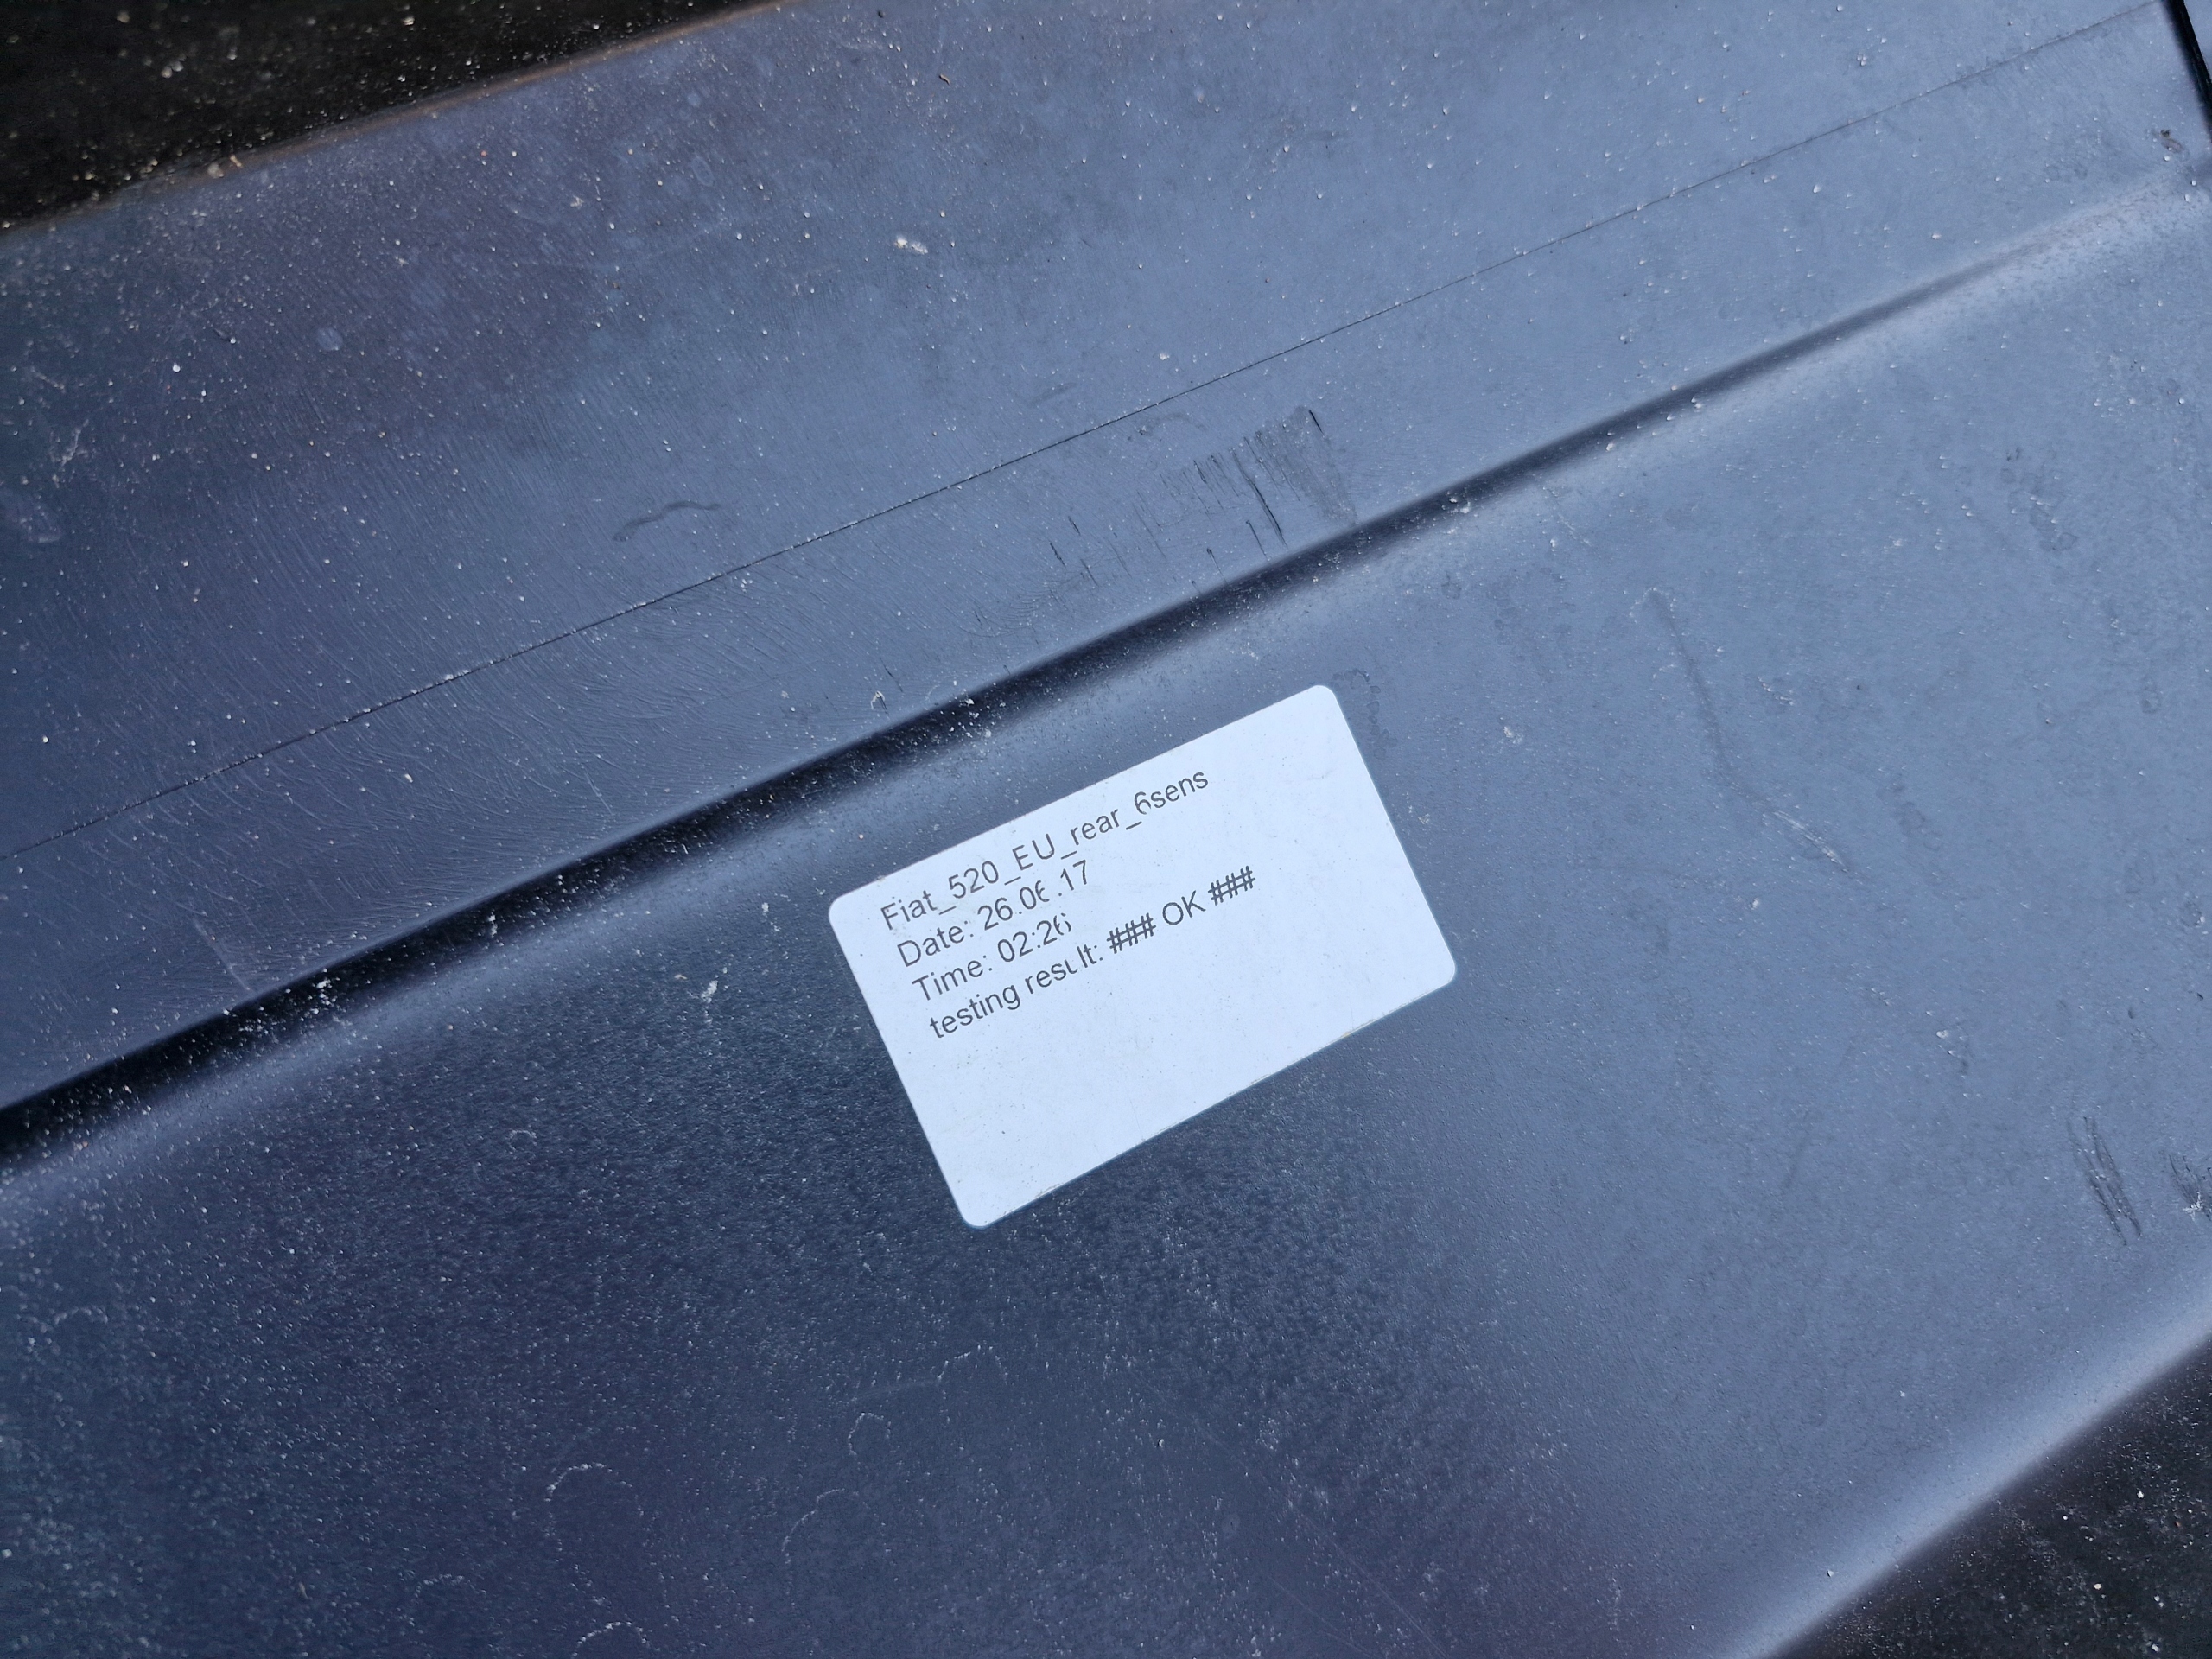 Fiat_520_EU_rear_6sens
Date: 26.06.17
Time: 02:26
testing result: ### OK ###